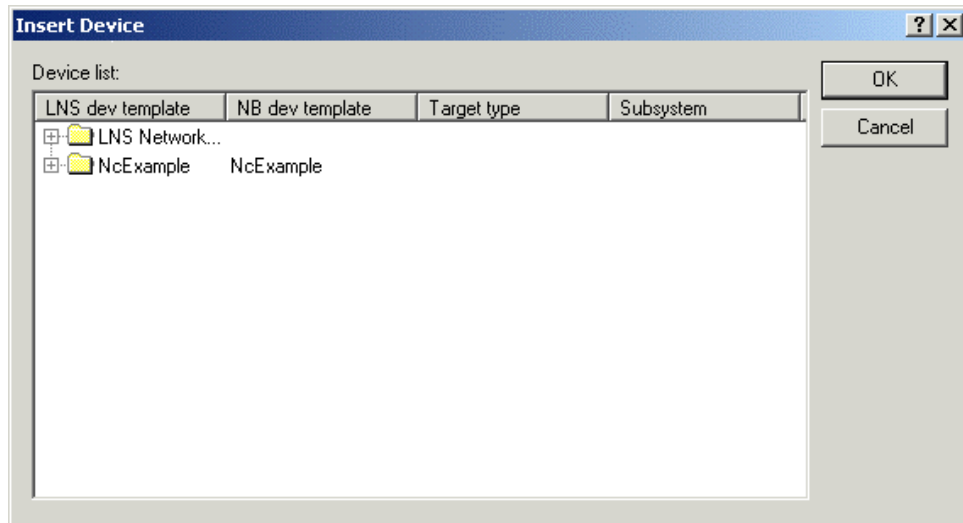 Insert Device
Device list:
OK
LNS dev template NB dev template Target type Subsystem
Cancel
LNS Network...
NcExample NcExample